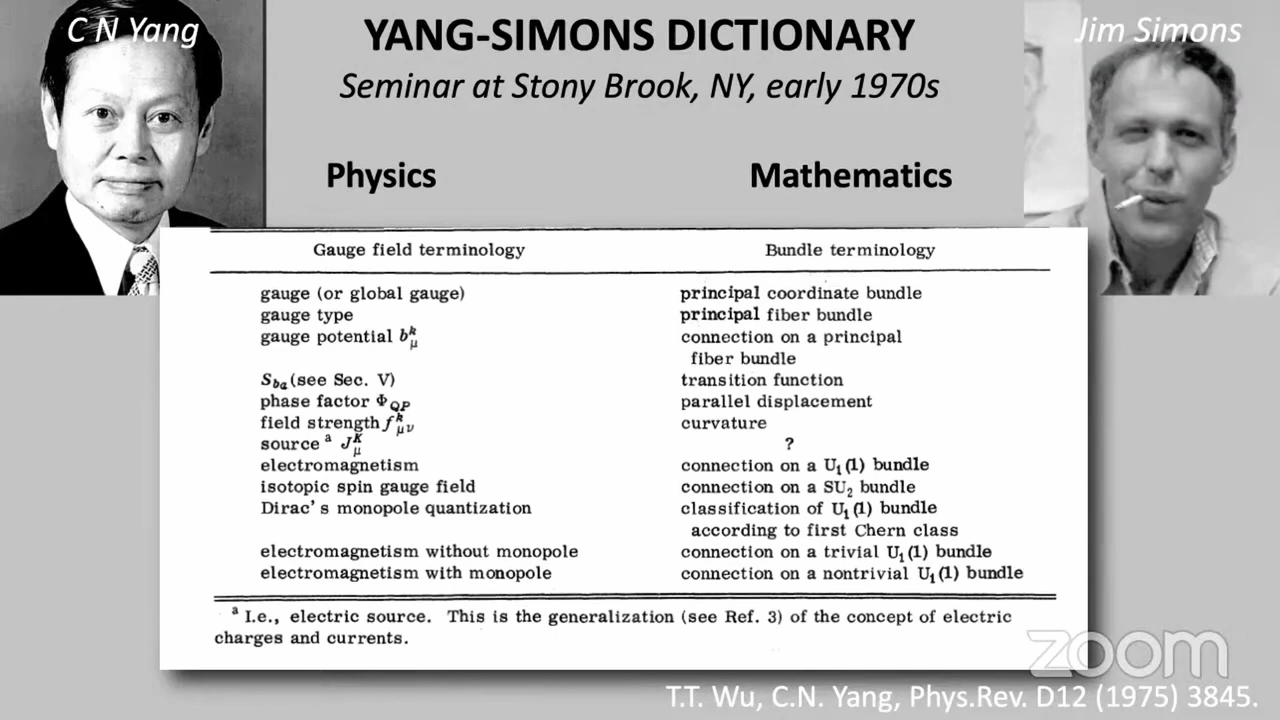 C N Yang
YANG-SIMONS DICTIONARY
Jim Simons
Seminar at Stony Brook, NY, early 1970s
Physics
Mathematics
Gauge field terminology Bundle terminology
gauge (or global gauge) principal coordinate bundle
gauge type principal fiber bundle
gauge potential b^k_μ connection on a principal
fiber bundle
S_ba (see Sec. V) transition function
phase factor Φ_QP parallel displacement
field strength f^k_μν curvature
source ^a J^K_μ ?
electromagnetism connection on a U₁(1) bundle
isotopic spin gauge field connection on a SU₂ bundle
Dirac's monopole quantization classification of U₁(1) bundle
according to first Chern class
electromagnetism without monopole connection on a trivial U₁(1) bundle
electromagnetism with monopole connection on a nontrivial U₁(1) bundle
^a I.e., electric source. This is the generalization (see Ref. 3) of the concept of electric
charges and currents.
zoom
T.T. Wu, C.N. Yang, Phys.Rev. D12 (1975) 3845.